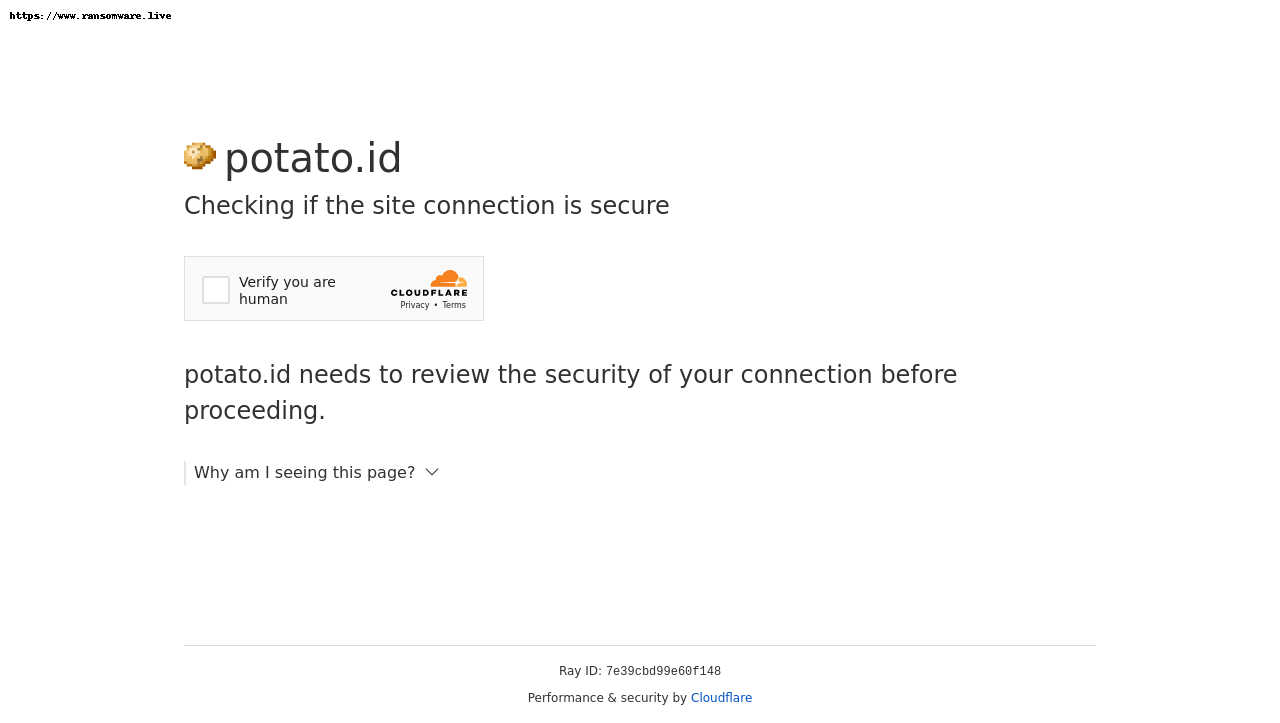 https://www.ransomware.live
potato.id
Checking if the site connection is secure
Verify you are
human
CLOUDFLARE
Privacy • Terms
potato.id needs to review the security of your connection before
proceeding.
Why am I seeing this page?
Ray ID: 7e39cbd99e60f148
Performance & security by Cloudflare